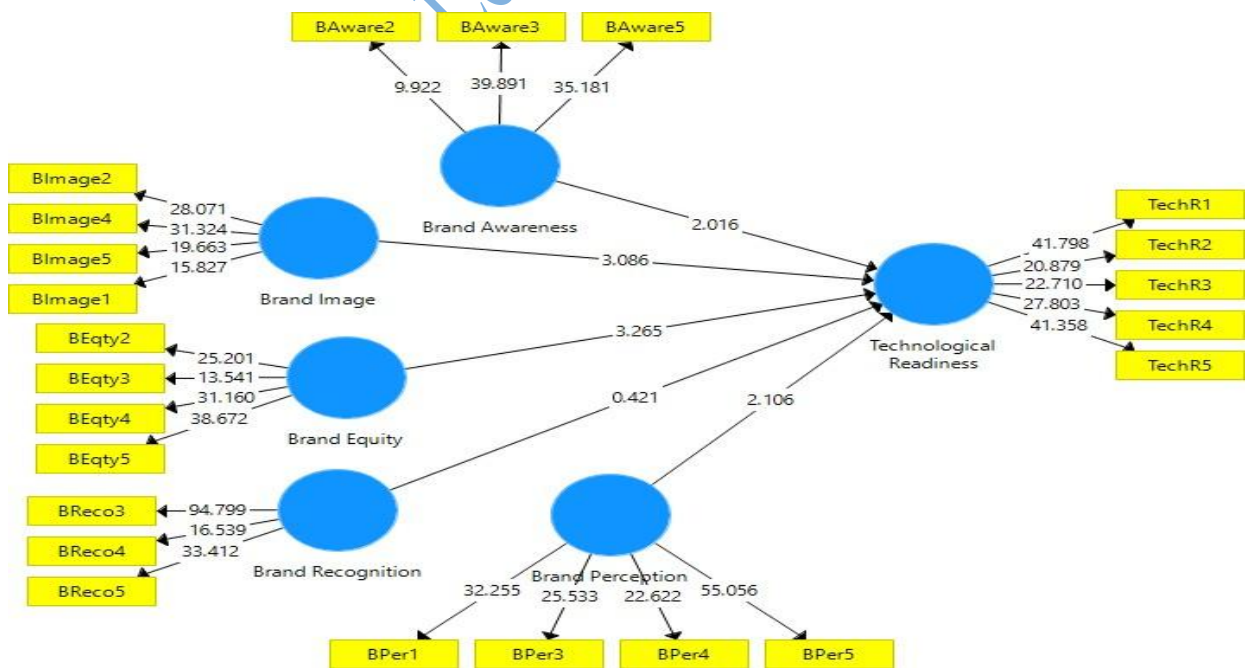 BAware2
BAware3
BAware5
9.922
39.891
35.181
BImage2
BImage4
BImage5
BImage1
28.071
31.324
19.663
15.827
Brand Awareness
Brand Image
2.016
3.086
TechR1
TechR2
TechR3
TechR4
TechR5
41.798
20.879
22.710
27.803
41.358
Technological
Readiness
BEqty2
BEqty3
BEqty4
BEqty5
25.201
13.541
31.160
38.672
Brand Equity
3.265
0.421
2.106
BReco3
BReco4
BReco5
94.799
16.539
33.412
Brand Recognition
Brand Perception
32.255
25.533
22.622
55.056
BPer1
BPer3
BPer4
BPer5